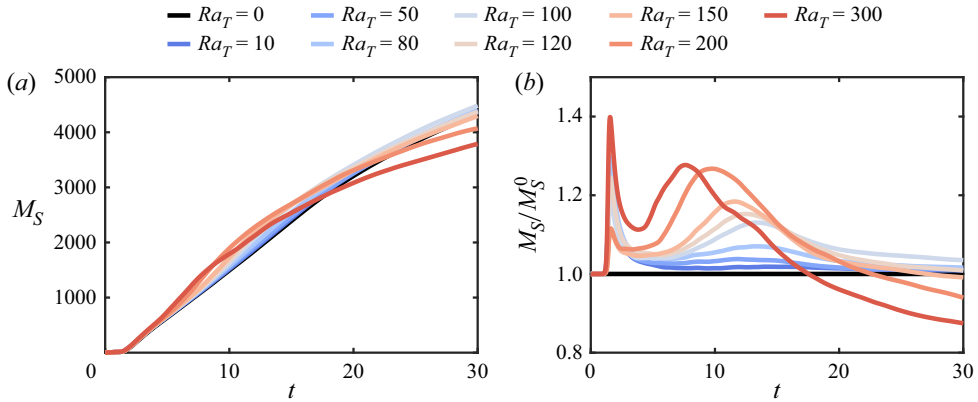 Ra_T = 0 Ra_T = 50 Ra_T = 100 Ra_T = 150 Ra_T = 300
Ra_T = 10 Ra_T = 80 Ra_T = 120 Ra_T = 200
(a)
5000
4000
3000
2000
1000
M_S
0 10 20 30
t
(b)
1.4
1.2
1.0
0.8
M_S/M_S^0
0 10 20 30
t